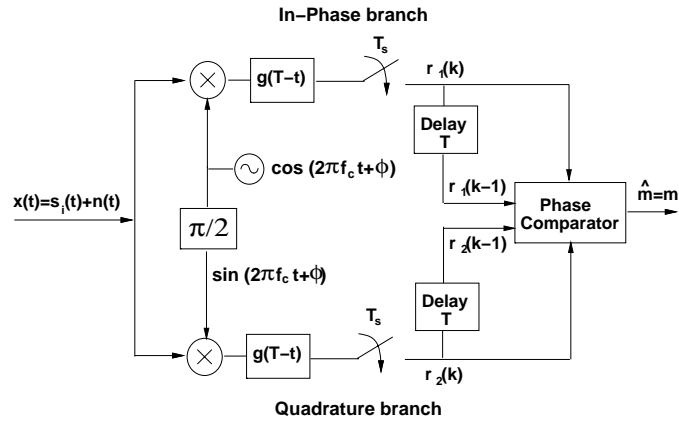 In−Phase branch
T_s
× g(T−t) r_1(k)
Delay
T
~ cos (2πf_c t+ϕ)
x(t)=s_i(t)+n(t)
r_1(k−1)
π/2
Phase
Comparator
m̂=m
r_2(k−1)
sin (2πf_c t+ϕ)
Delay
T
T_s
× g(T−t)
r_2(k)
Quadrature branch